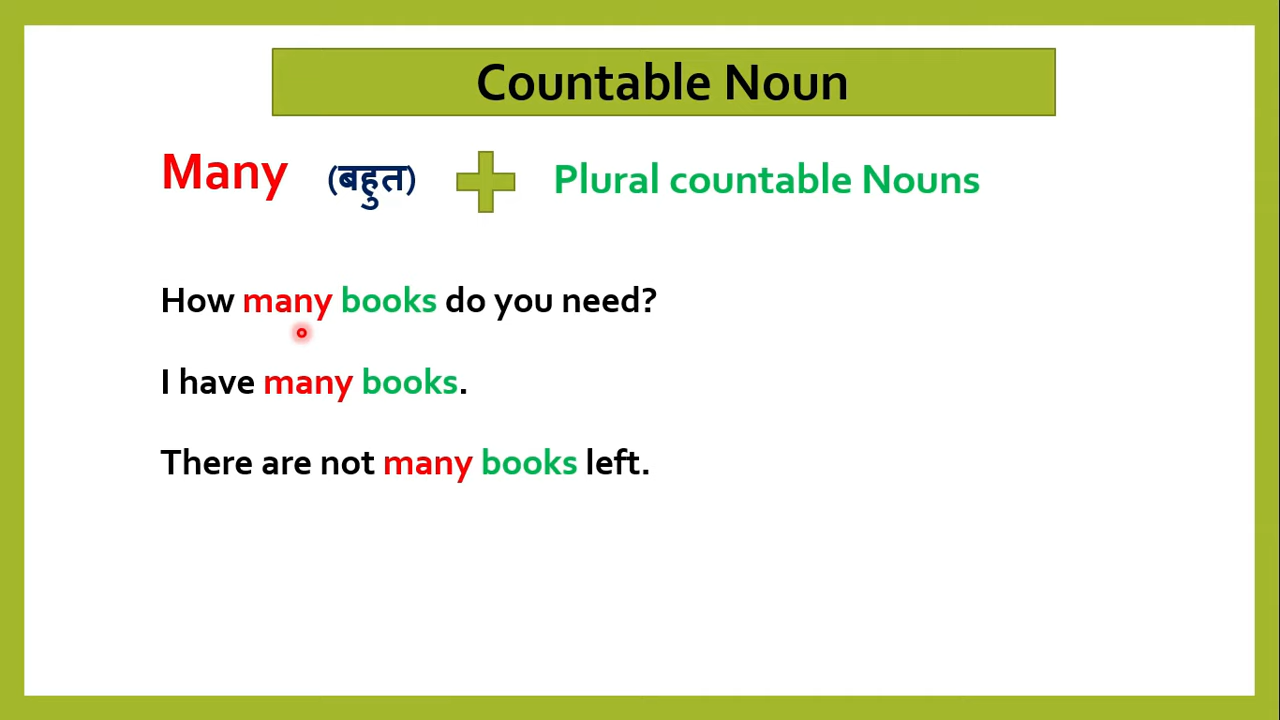 Countable Noun
Many (बहुत) Plural countable Nouns
How many books do you need?
I have many books.
There are not many books left.